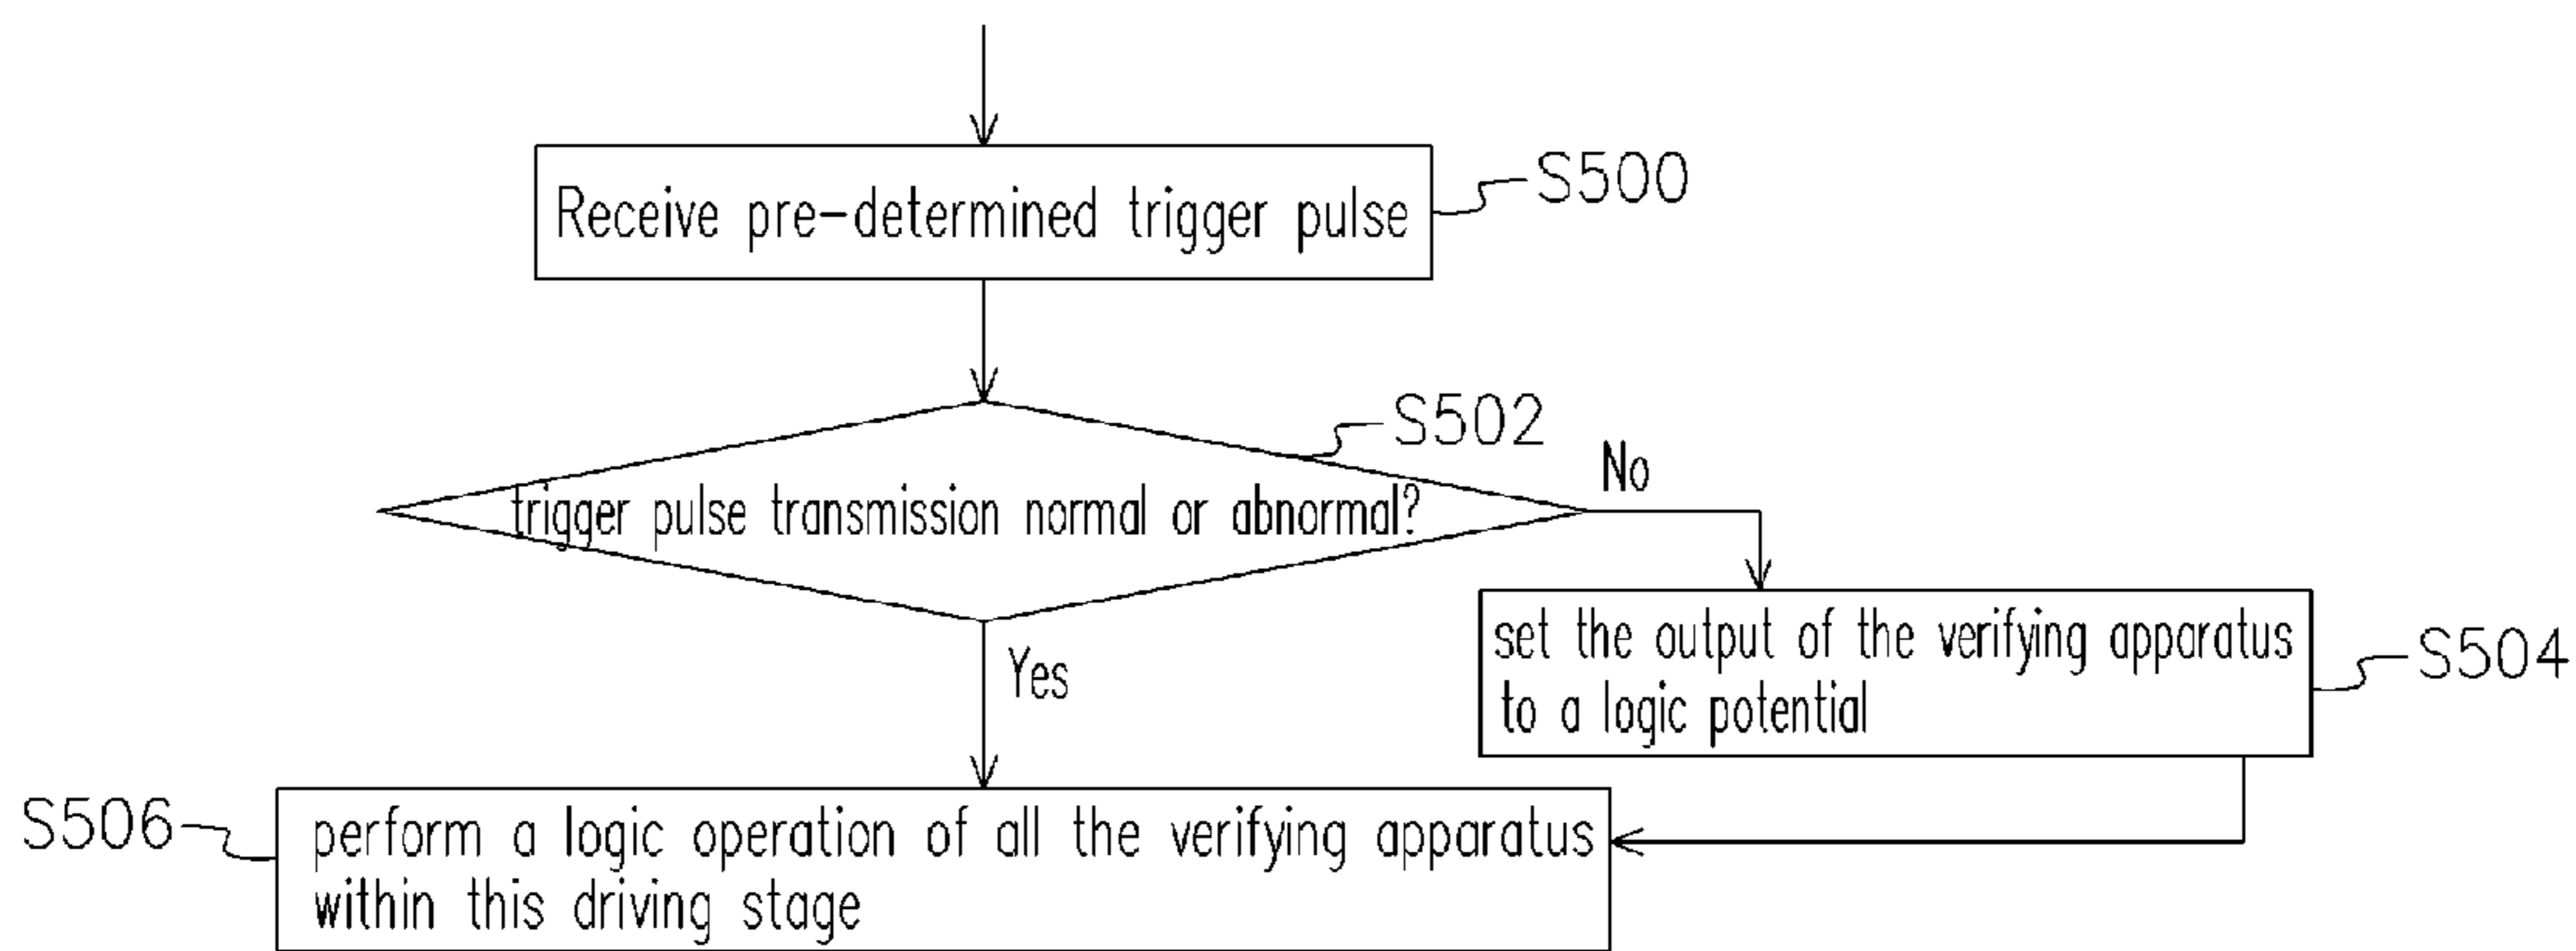 Receive pre-determined trigger pulse
S500
S502
trigger pulse transmission normal or abnormal?
No
Yes
set the output of the verifying apparatus
to a logic potential
S504
S506
perform a logic operation of all the verifying apparatus
within this driving stage